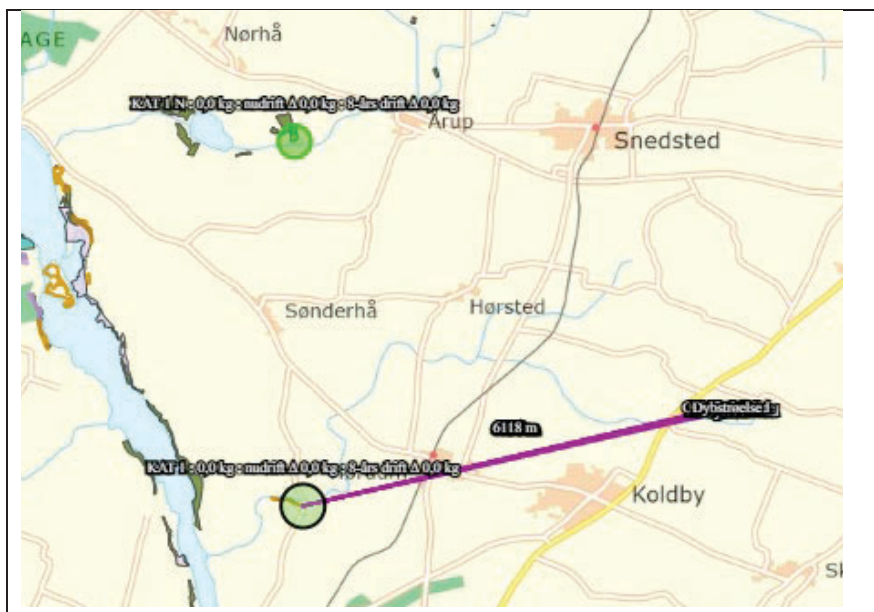 AGE
Nørhå
KAT 1 N : 0,0 kg : nudrift Δ 0,0 kg : 8-års drift Δ 0,0 kg
Årup
Snedsted
Sønderhå
Hørsted
Dybstrøelse
6118 m
KAT 1 : 0,0 kg : nudrift Δ 0,0 kg : 8-års drift Δ 0,0 kg
Koldby
Sk